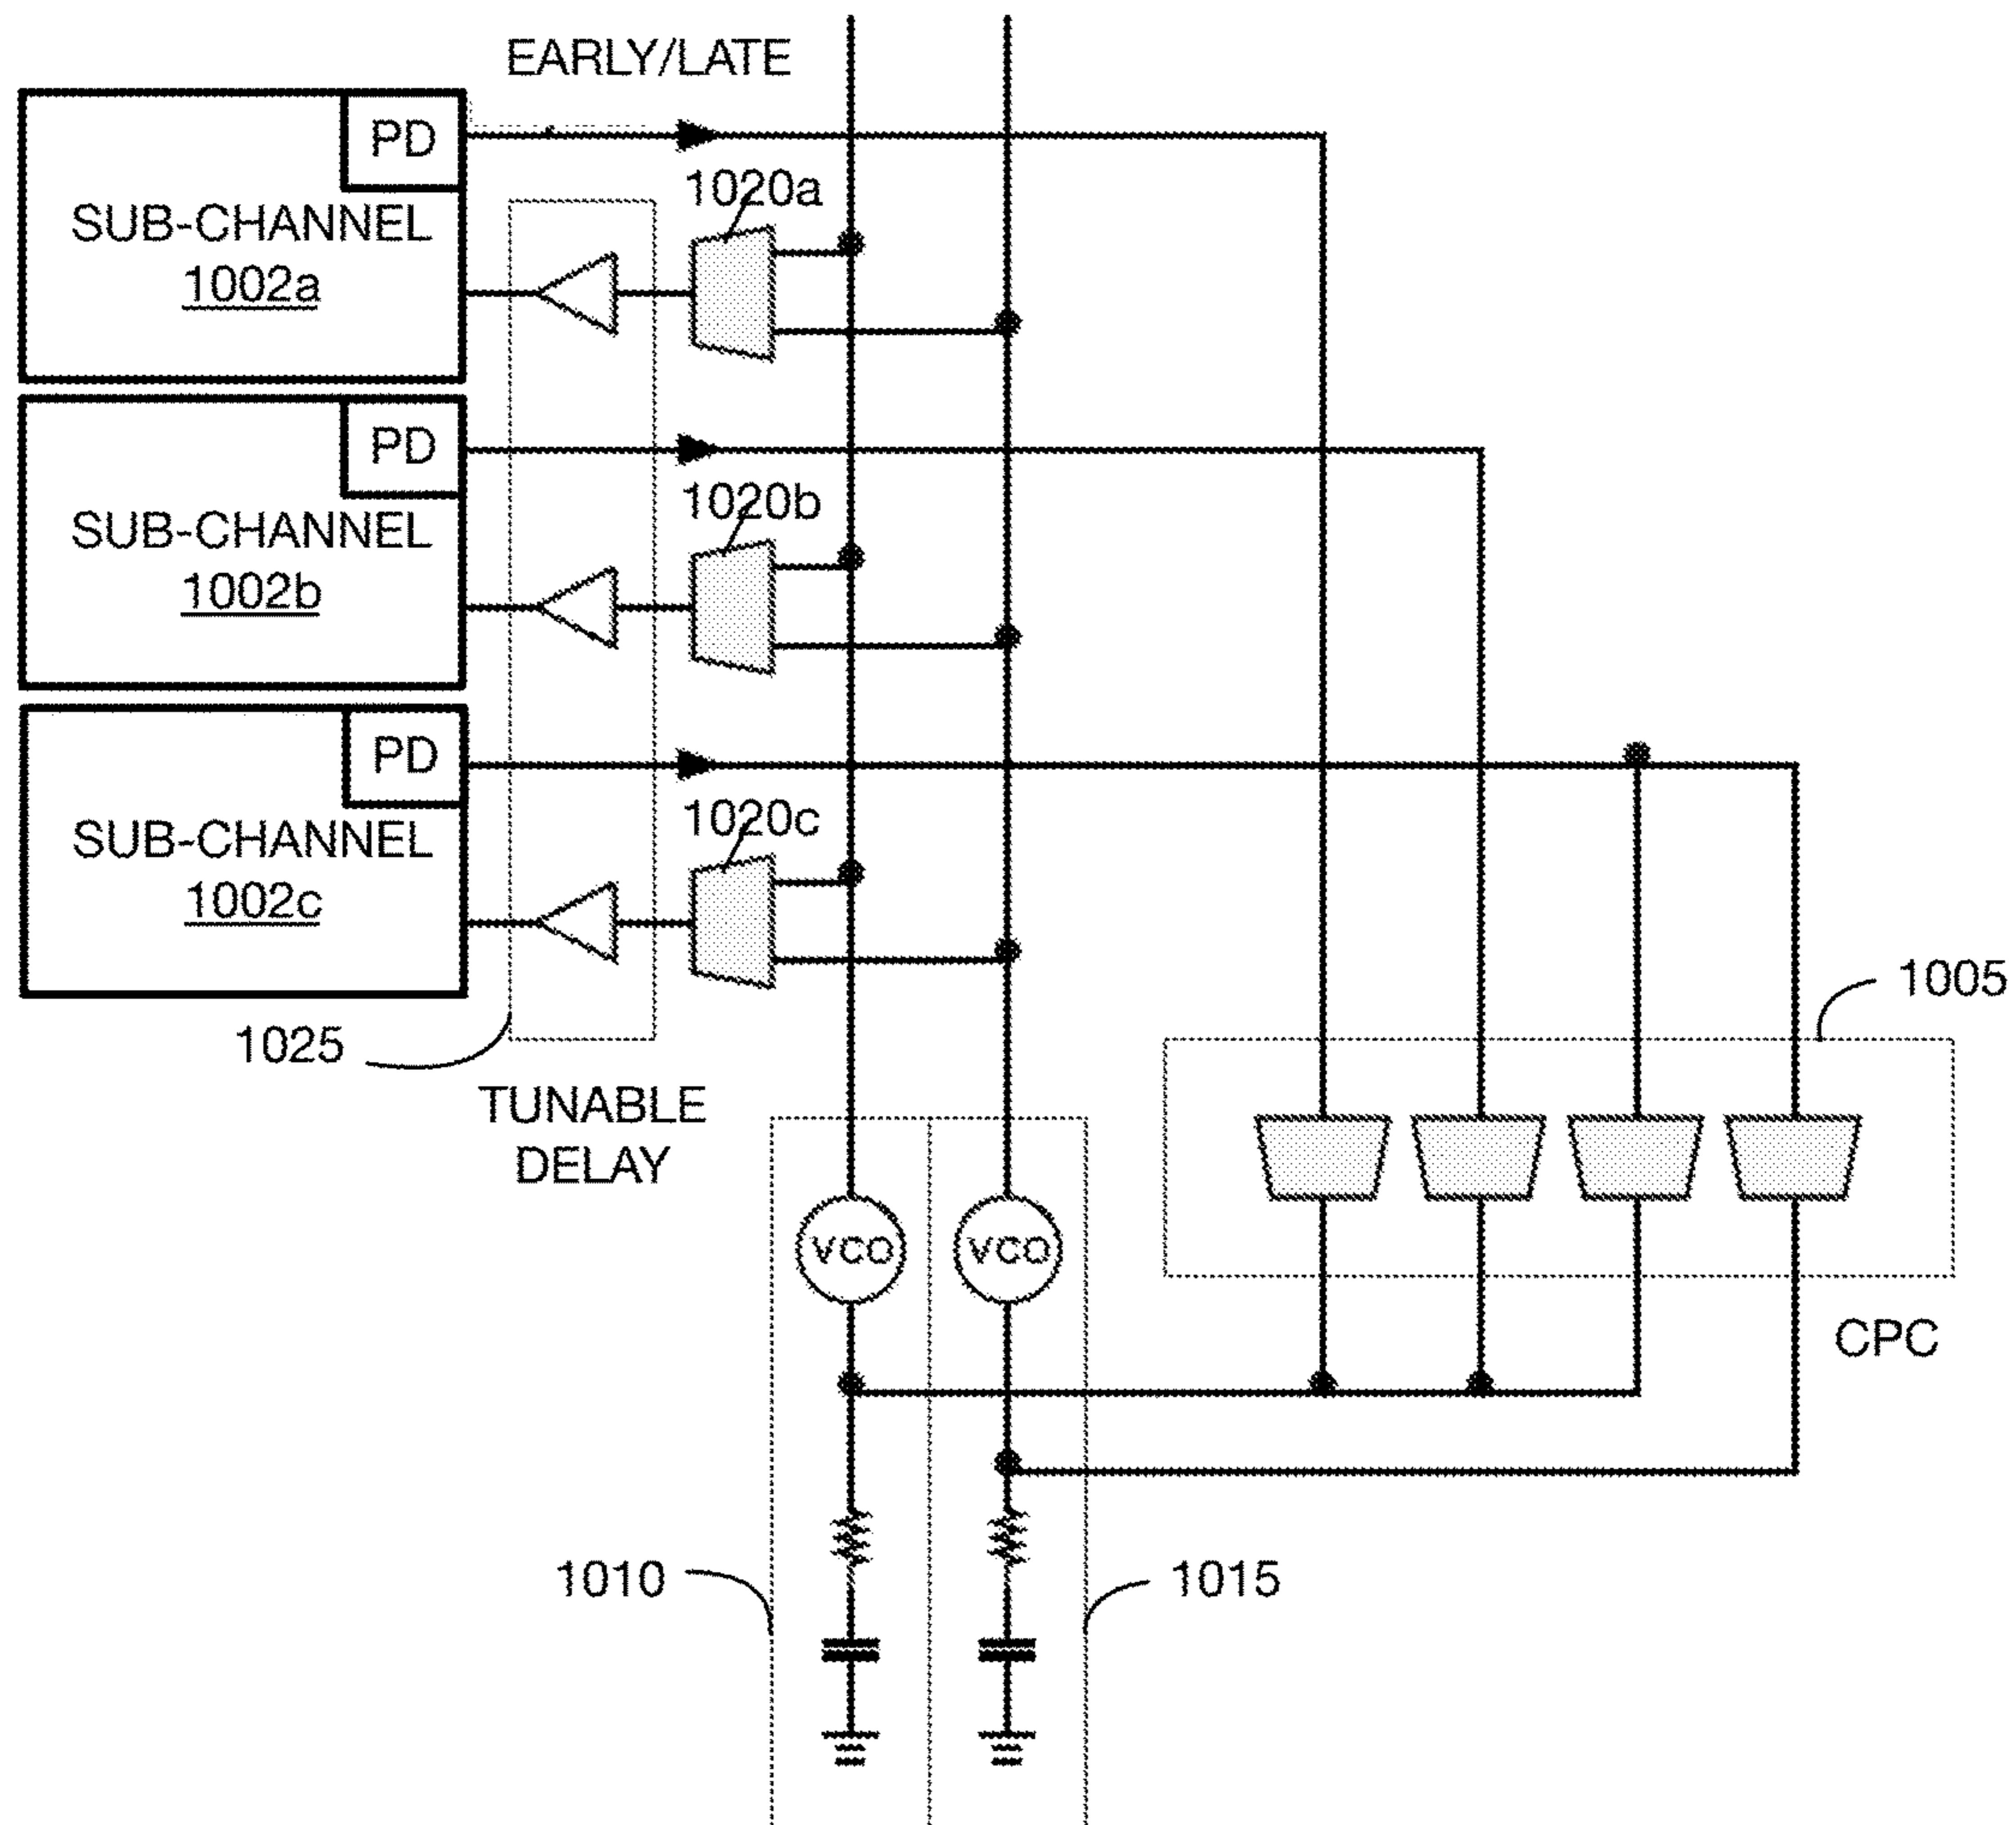 EARLY/LATE
PD
1020a
SUB-CHANNEL
1002a
PD
1020b
SUB-CHANNEL
1002b
PD
1020c
SUB-CHANNEL
1002c
1005
1025
TUNABLE
DELAY
VCO
VCO
CPC
1010
1015